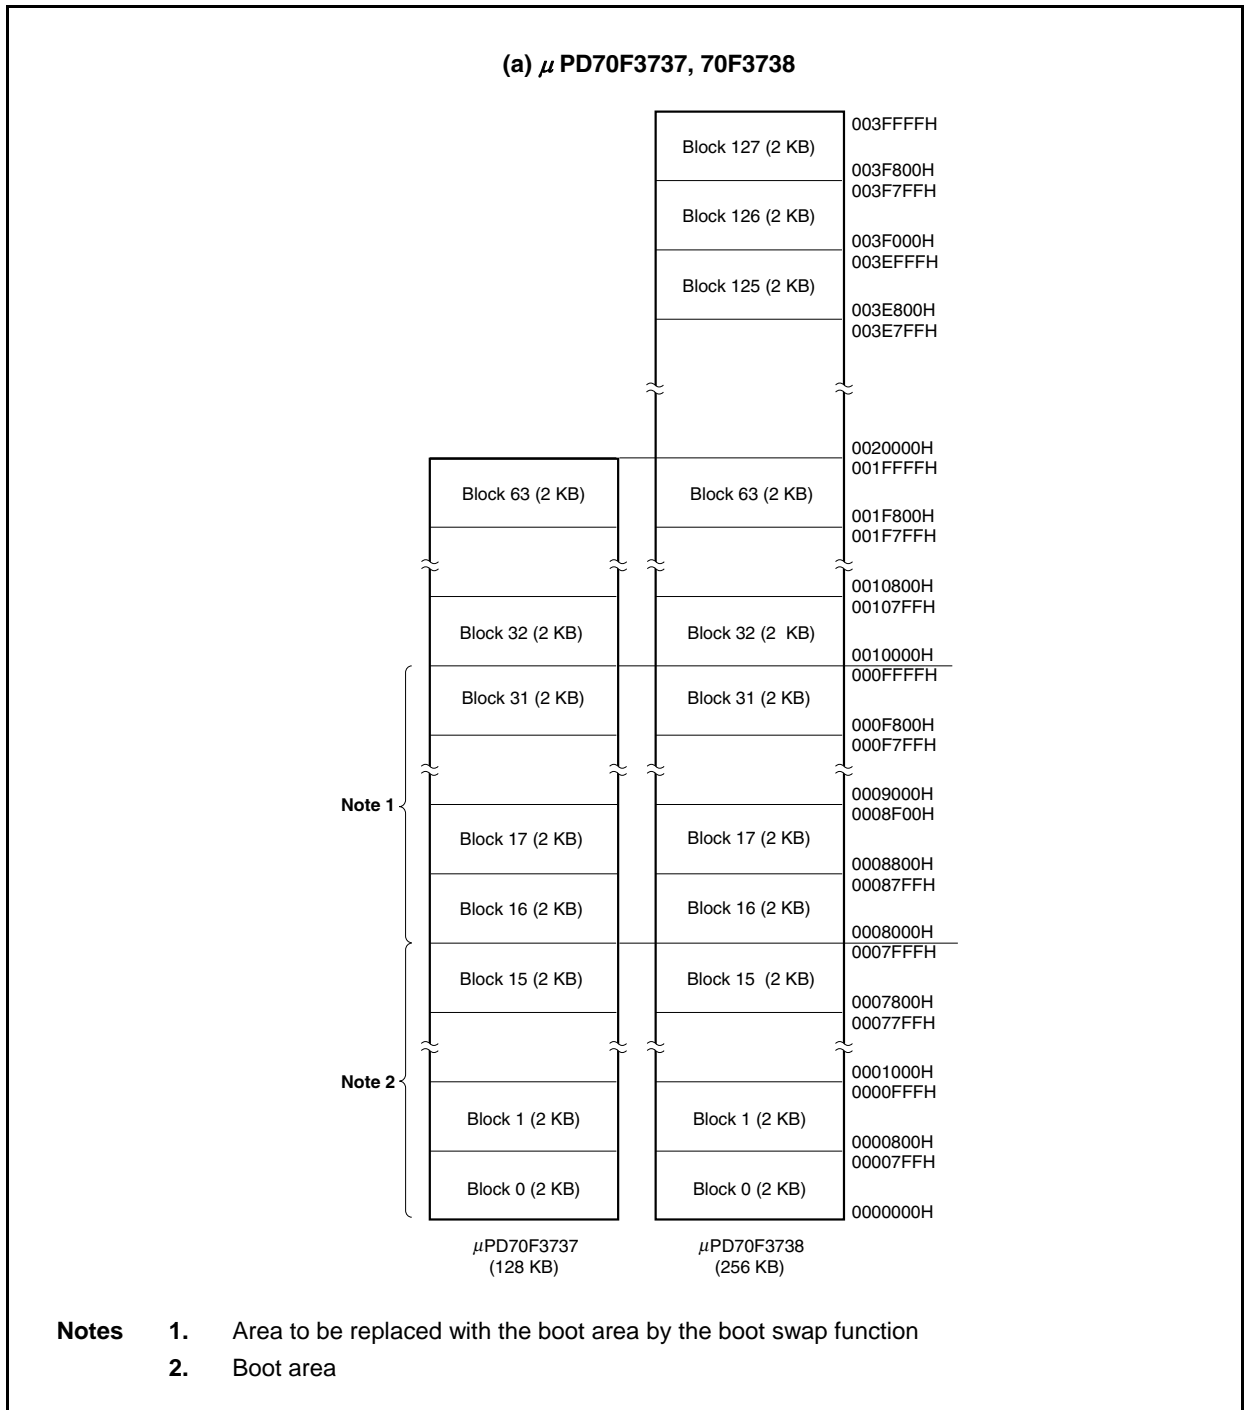 (a) μ PD70F3737, 70F3738
003FFFFH
Block 127 (2 KB)
003F800H
003F7FFH
Block 126 (2 KB)
003F000H
003EFFFH
Block 125 (2 KB)
003E800H
003E7FFH
0020000H
001FFFFH
Block 63 (2 KB) Block 63 (2 KB)
001F800H
001F7FFH
0010800H
00107FFH
Block 32 (2 KB) Block 32 (2 KB)
0010000H
000FFFFH
Block 31 (2 KB) Block 31 (2 KB)
000F800H
000F7FFH
0009000H
Note 1
0008F00H
Block 17 (2 KB) Block 17 (2 KB)
0008800H
00087FFH
Block 16 (2 KB) Block 16 (2 KB)
0008000H
0007FFFH
Block 15 (2 KB) Block 15 (2 KB)
0007800H
00077FFH
0001000H
Note 2
0000FFFH
Block 1 (2 KB) Block 1 (2 KB)
0000800H
00007FFH
Block 0 (2 KB) Block 0 (2 KB)
0000000H
μPD70F3737 μPD70F3738
(128 KB) (256 KB)
Notes 1. Area to be replaced with the boot area by the boot swap function
2. Boot area